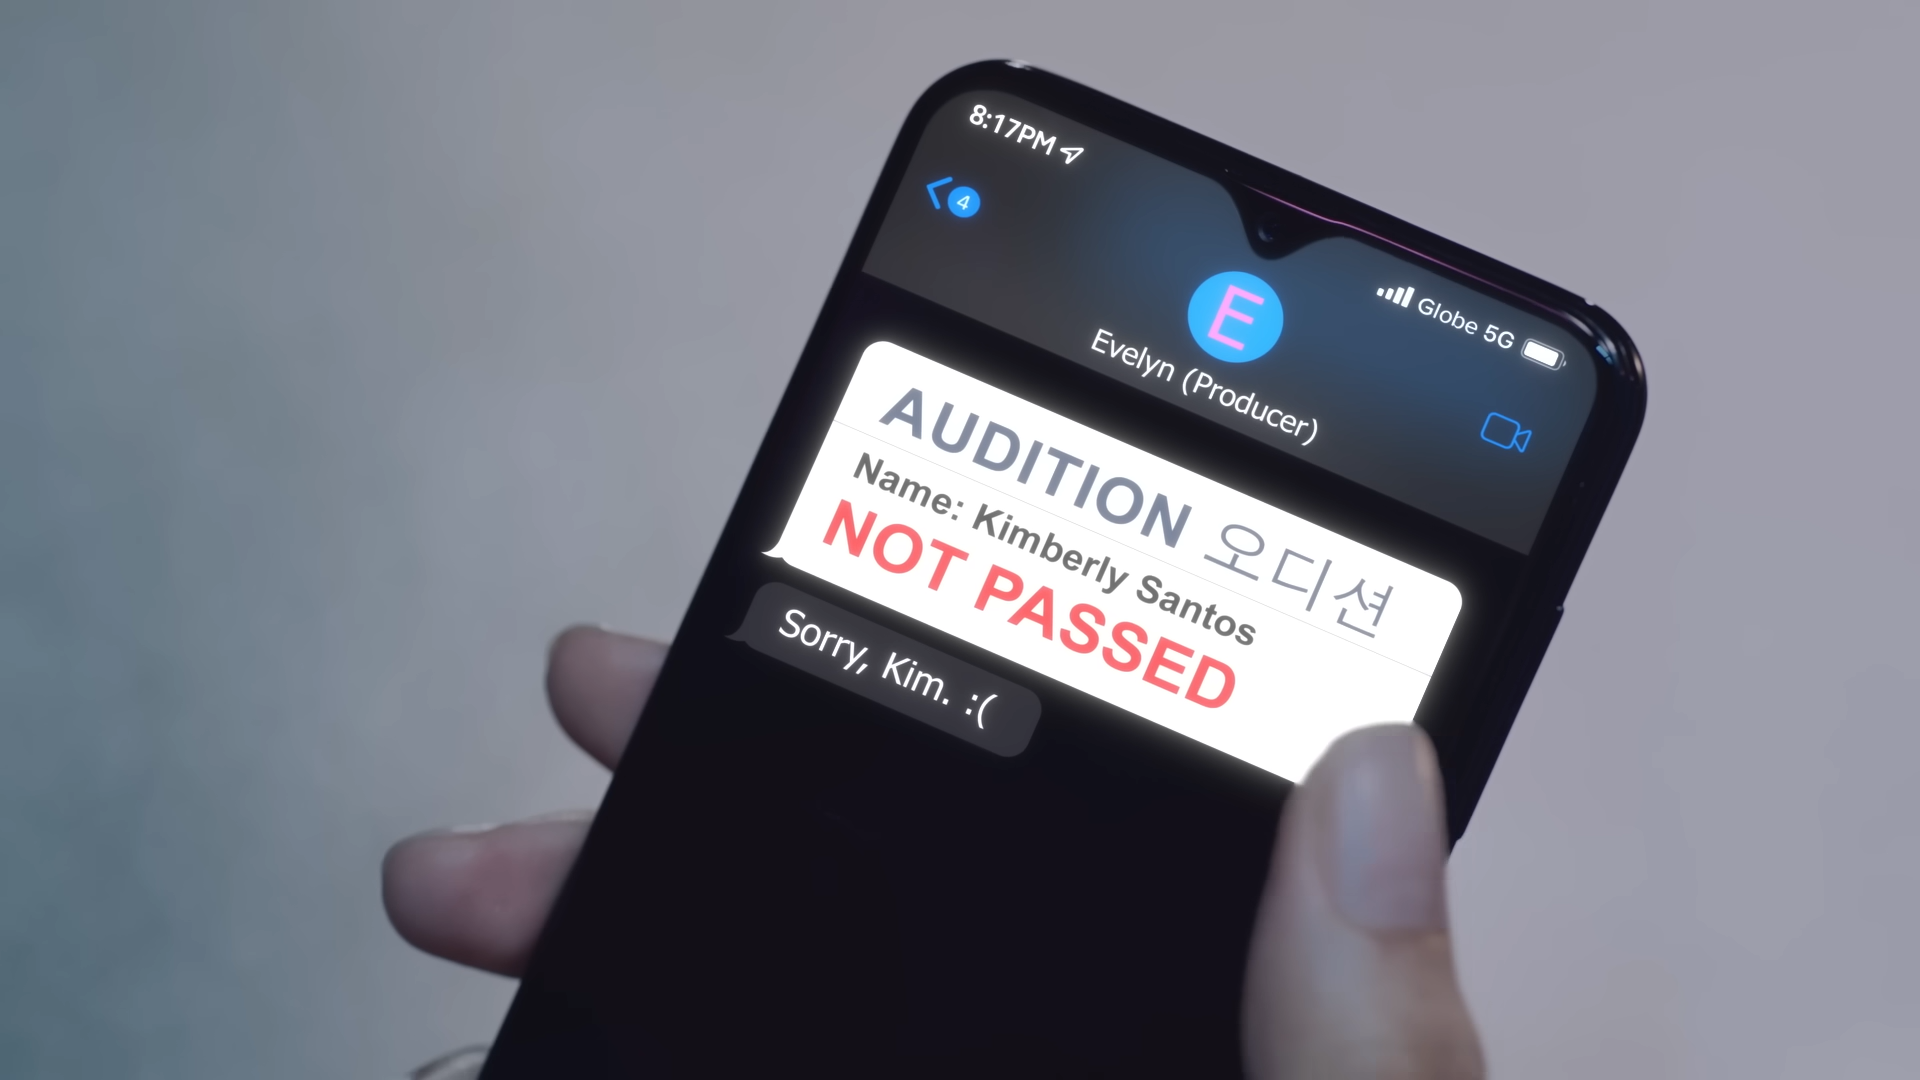 8:17PM
4
Globe 5G
E
Evelyn (Producer)
AUDITION 오디션
Name: Kimberly Santos
NOT PASSED
Sorry, Kim. :(